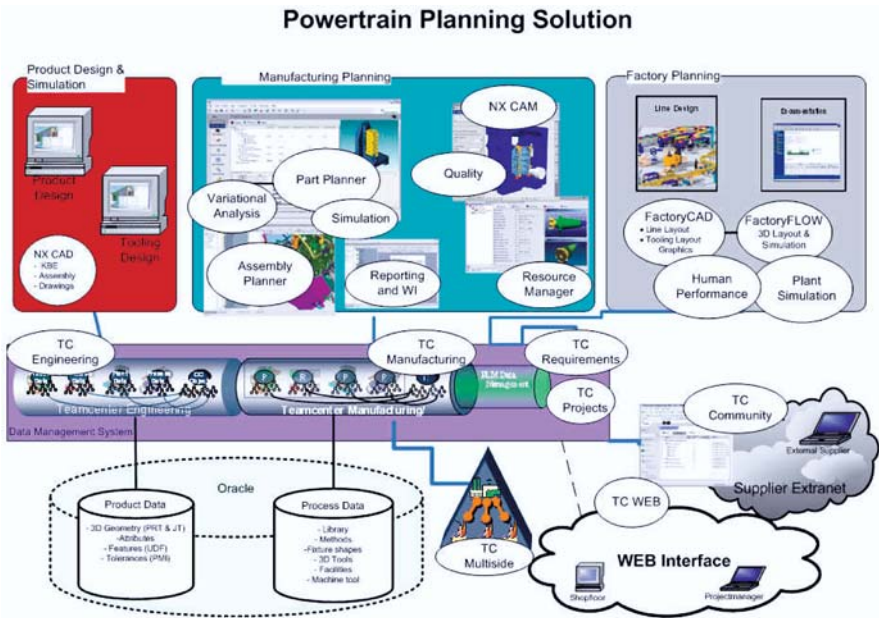 Powertrain Planning Solution
Product Design &
Simulation
Product
Design
Tooling
Design
NX CAD
- KBE
- Assembly
- Drawings
Manufacturing Planning
NX CAM
Quality
Part Planner
Variational
Analysis
Simulation
Assembly
Planner
Reporting
and WI
Resource
Manager
Factory Planning
Line Design
FactoryCAD
• Line Layout
• Tooling Layout
Graphics
FactoryFLOW
3D Layout &
Simulation
Human
Performance
Plant
Simulation
TC
Engineering
TC
Manufacturing
TC
Requirements
TC
Projects
Teamcenter Engineering
Teamcenter Manufacturing/
Data Management System
TC
Community
External Supplier
Supplier Extranet
Oracle
Product Data
- 3D Geometry (PRT & JT)
-Attributes
- Features (UDF)
- Tolerances (PMI)
Process Data
- Library
- Methods
-Fixture shapes
- 3D Tools
- Facilities
- Machine tool
TC
Multiside
TC WEB
WEB Interface
Shopfloor
Projectmanager